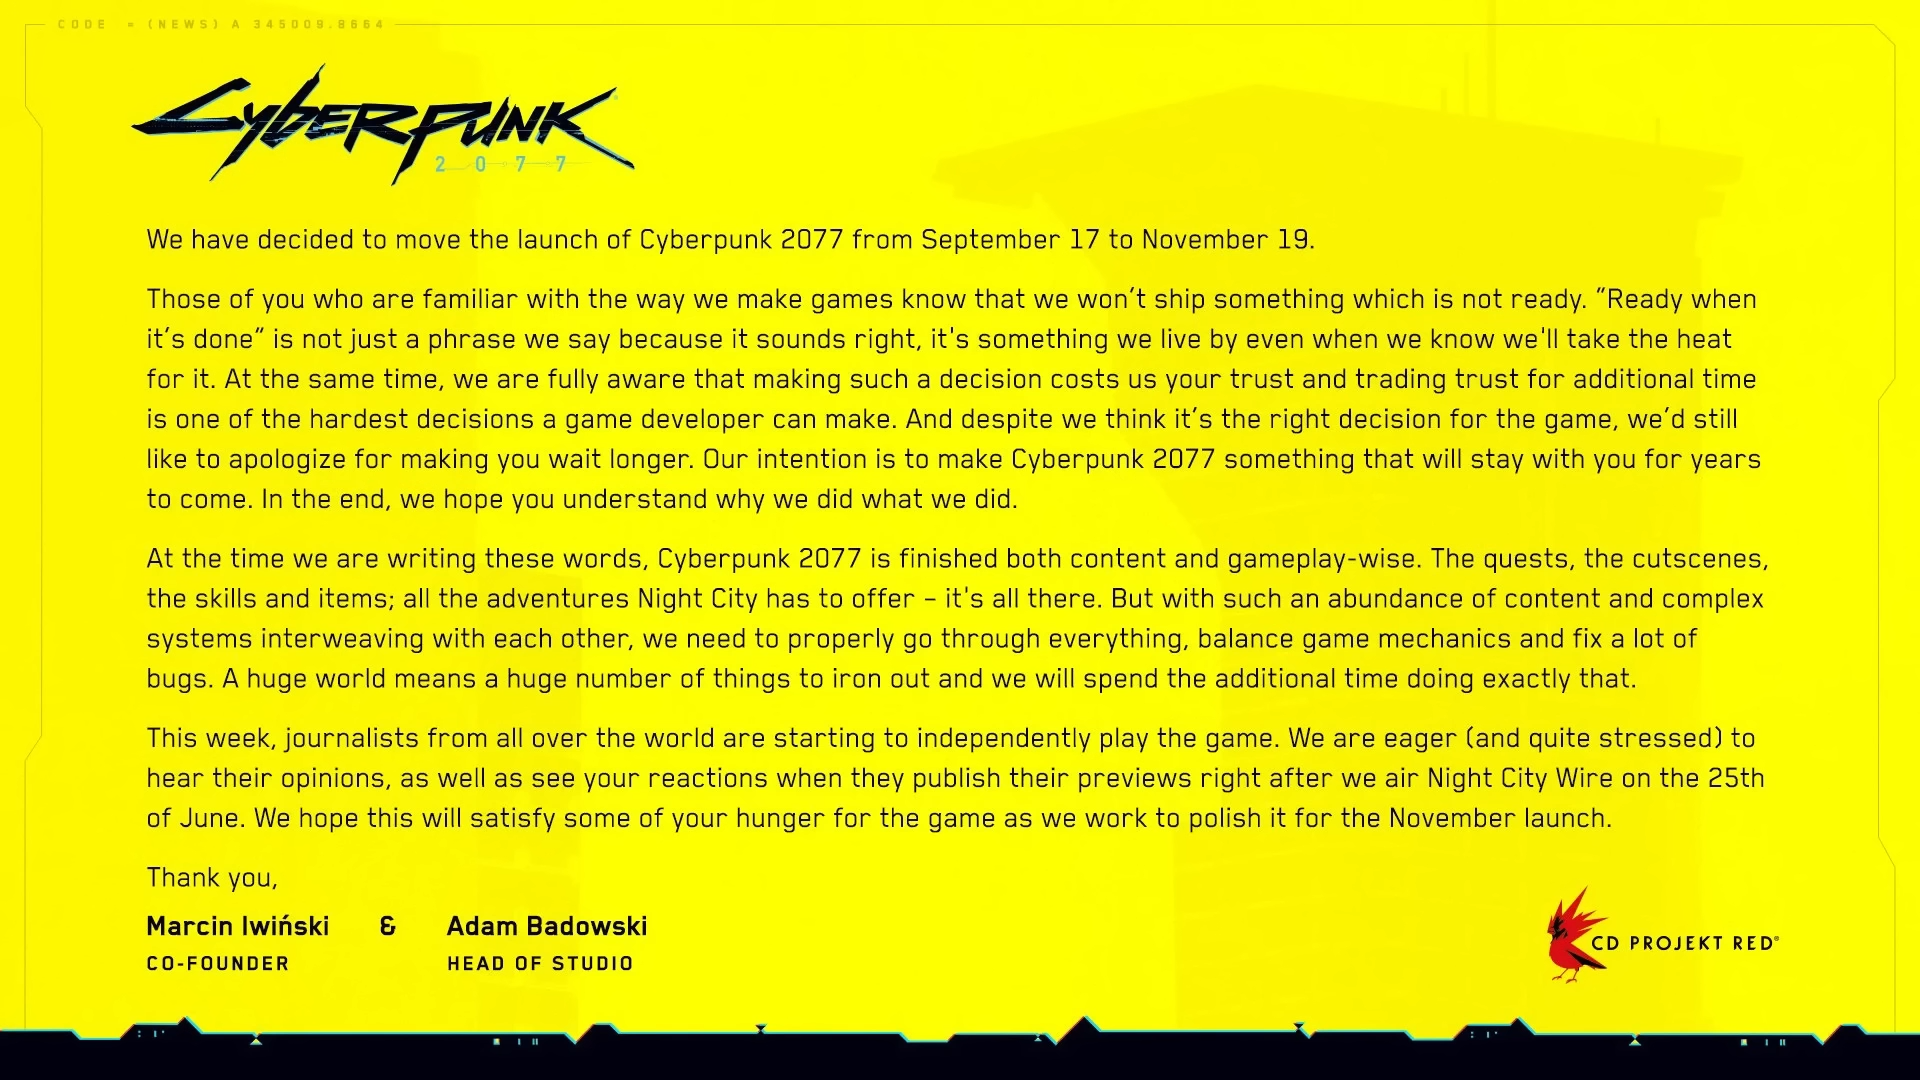 CODE = (NEWS) A 345009.8664
Cyberpunk
2077
We have decided to move the launch of Cyberpunk 2077 from September 17 to November 19.
Those of you who are familiar with the way we make games know that we won’t ship something which is not ready. “Ready when
it’s done” is not just a phrase we say because it sounds right, it's something we live by even when we know we'll take the heat
for it. At the same time, we are fully aware that making such a decision costs us your trust and trading trust for additional time
is one of the hardest decisions a game developer can make. And despite we think it’s the right decision for the game, we’d still
like to apologize for making you wait longer. Our intention is to make Cyberpunk 2077 something that will stay with you for years
to come. In the end, we hope you understand why we did what we did.
At the time we are writing these words, Cyberpunk 2077 is finished both content and gameplay-wise. The quests, the cutscenes,
the skills and items; all the adventures Night City has to offer – it's all there. But with such an abundance of content and complex
systems interweaving with each other, we need to properly go through everything, balance game mechanics and fix a lot of
bugs. A huge world means a huge number of things to iron out and we will spend the additional time doing exactly that.
This week, journalists from all over the world are starting to independently play the game. We are eager (and quite stressed) to
hear their opinions, as well as see your reactions when they publish their previews right after we air Night City Wire on the 25th
of June. We hope this will satisfy some of your hunger for the game as we work to polish it for the November launch.
Thank you,
Marcin Iwiński & Adam Badowski
CO-FOUNDER HEAD OF STUDIO
CD PROJEKT RED®